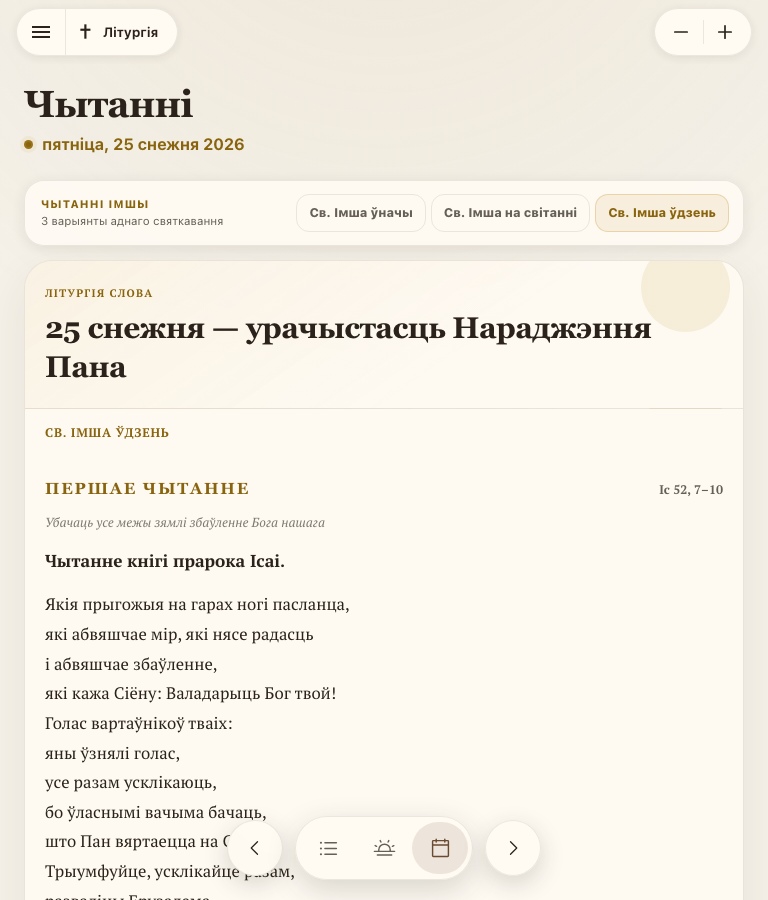 Літургія
Чытанні
пятніца, 25 снежня 2026
ЧЫТАННІ ІМШЫ
3 варыянты аднаго святкавання
Св. Імша ўначы
Св. Імша на світанні
Св. Імша ўдзень
ЛІТУРГІЯ СЛОВА
25 снежня — урачыстасць Нараджэння
Пана
СВ. ІМША ЎДЗЕНЬ
ПЕРШАЕ ЧЫТАННЕ
Іс 52, 7–10
Убачаць усе межы зямлі збаўленне Бога нашага
Чытанне кнігі прарока Ісаі.
Якія прыгожыя на гарах ногі пасланца,
які абвяшчае мір, які нясе радасць
і абвяшчае збаўленне,
які кажа Сіёну: Валадарыць Бог твой!
Голас вартаўнікоў тваіх:
яны ўзнялі голас,
усе разам усклікаюць,
бо ўласнымі вачыма бачаць,
што Пан вяртаецца на
Трыумфуйце, усклікайце разам,